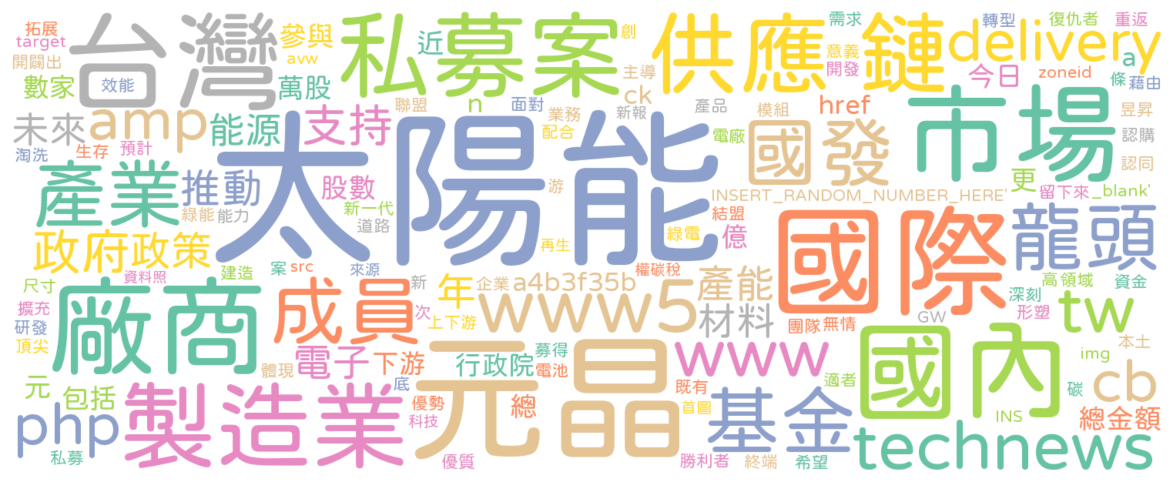 拓展
target
開闢出
數家
效能
台灣
參與
avw
萬股
近
私募案
聯盟
n
面對
創
主導
ck
業務
配合
新報
供應鏈
產品
需求
意義
開發
href
delivery
今日
轉型
zoneid
復仇者
a
條
重返
藉由
未來
淘洗
生存
amp
預計
能源
支持
太陽能
電廠
模組
國發
市場
更
昱昇
認購
認同
留下來
_blank'
INSERT_RANDOM_NUMBER_HERE'
產業
推動
綠能
能力
股數
新一代
道路
游
再生
綠電
結盟
億
國際
龍頭
政府
政策
尺寸
資料照
擴充
研發
頂尖
廠商
建造
案
src
來源
成員
新
次
年
上下游
企業
a4b3f35b
權碳稅
產能
www5
材料
團隊
無情
GW
深刻
形塑
高領域
資金
tw
元
包括
php
私募
製造業
電子
體現
下游
底
優勢
科技
總
優質
行政院
募得
電池
元晶
www
既有
首圖
勝利者
基金
終端
希望
適者
國內
INS
img
碳
本土
cb
總金額
technews